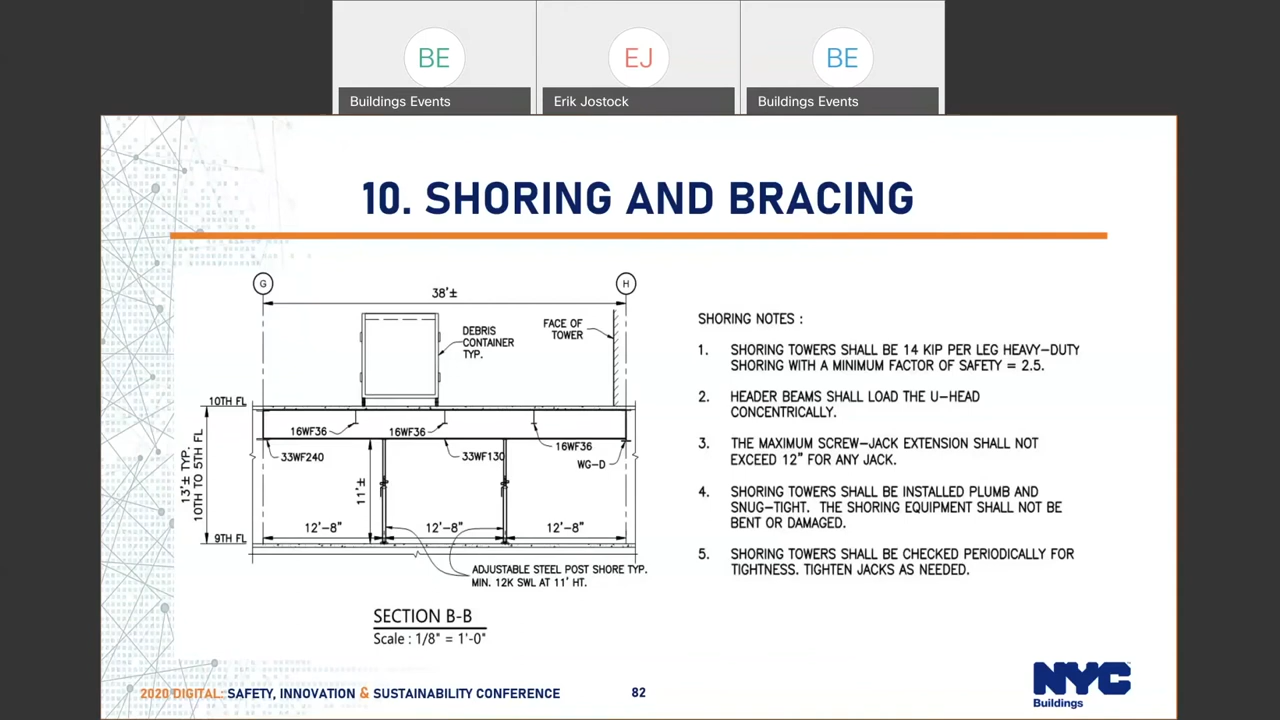 BE
EJ
BE
Buildings Events
Erik Jostock
Buildings Events
10. SHORING AND BRACING
G
H
38'±
DEBRIS
CONTAINER
TYP.
FACE OF
TOWER
10TH FL
16WF36
16WF36
16WF36
33WF240
33WF130
WG-D
13'± TYP.
10TH TO 5TH FL
11'±
12'-8"
12'-8"
12'-8"
9TH FL
ADJUSTABLE STEEL POST SHORE TYP.
MIN. 12K SWL AT 11' HT.
SECTION B-B
Scale : 1/8" = 1'-0"
SHORING NOTES :
1. SHORING TOWERS SHALL BE 14 KIP PER LEG HEAVY-DUTY
SHORING WITH A MINIMUM FACTOR OF SAFETY = 2.5.
2. HEADER BEAMS SHALL LOAD THE U-HEAD
CONCENTRICALLY.
3. THE MAXIMUM SCREW-JACK EXTENSION SHALL NOT
EXCEED 12" FOR ANY JACK.
4. SHORING TOWERS SHALL BE INSTALLED PLUMB AND
SNUG-TIGHT. THE SHORING EQUIPMENT SHALL NOT BE
BENT OR DAMAGED.
5. SHORING TOWERS SHALL BE CHECKED PERIODICALLY FOR
TIGHTNESS. TIGHTEN JACKS AS NEEDED.
2020 DIGITAL: SAFETY, INNOVATION & SUSTAINABILITY CONFERENCE
82
NYC
Buildings